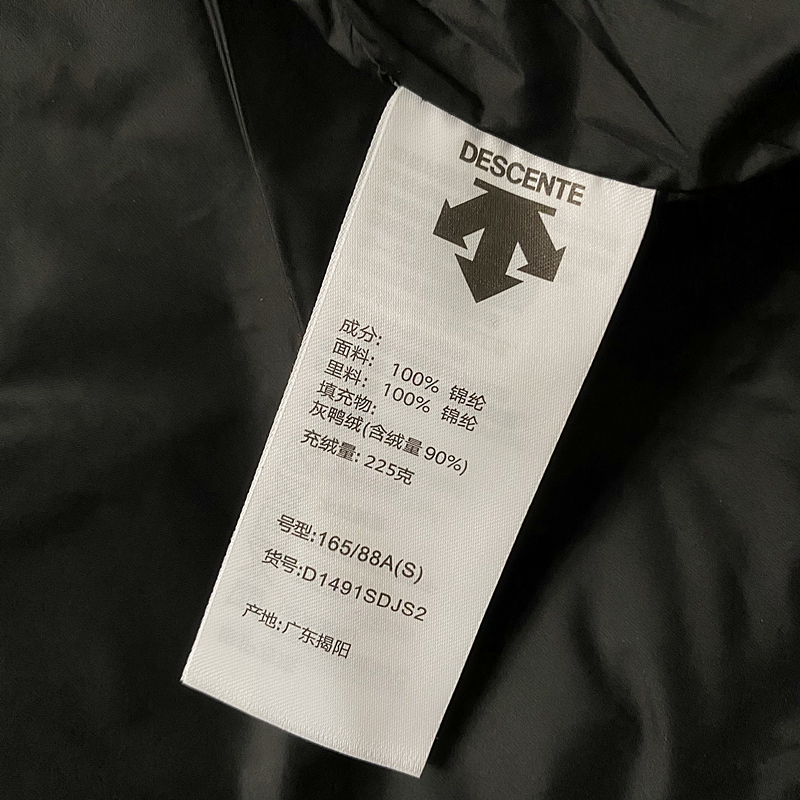 DESCENTE
成分:
面料: 100% 锦纶
里料: 100% 锦纶
填充物:
灰鸭绒(含绒量90%)
充绒量: 225克
号型:165/88A(S)
货号:D1491SDJS2
产地:广东揭阳